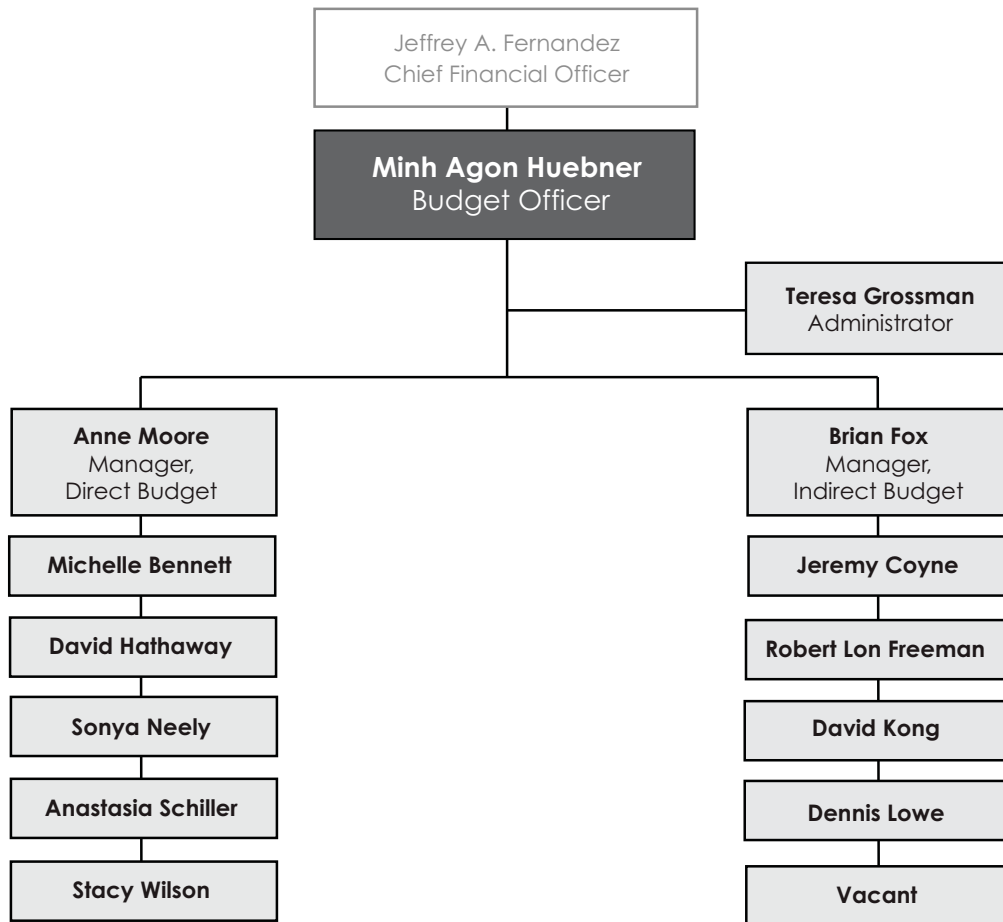 Jeffrey A. Fernandez
Chief Financial Officer
Minh Agon Huebner
Budget Officer
Teresa Grossman
Administrator
Anne Moore
Manager,
Direct Budget
Michelle Bennett
David Hathaway
Sonya Neely
Anastasia Schiller
Stacy Wilson
Brian Fox
Manager,
Indirect Budget
Jeremy Coyne
Robert Lon Freeman
David Kong
Dennis Lowe
Vacant